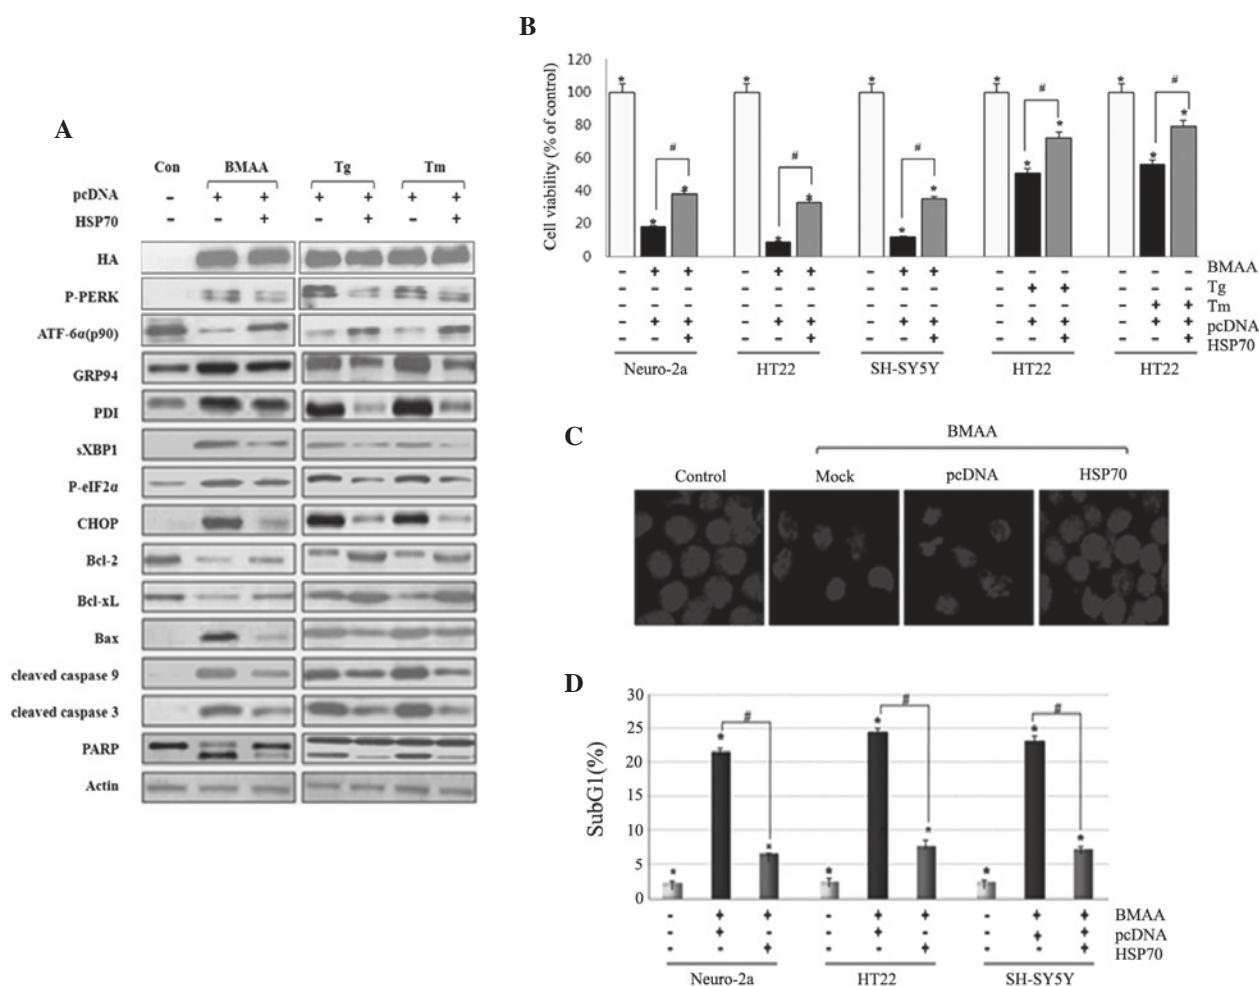 A
Con BMAA Tg Tm
pcDNA - + + + + + +
HSP70 - - + - + - +
HA
P-PERK
ATF-6α(p90)
GRP94
PDI
sXBP1
P-eIF2α
CHOP
Bcl-2
Bcl-xL
Bax
cleaved caspase 9
cleaved caspase 3
PARP
Actin
B
Cell viability (% of control)
120
100
80
60
40
20
0
* * * # * * * # * * * # * * * # * * * #
- + + - + + - + + - - - - - - BMAA
- - - - - - - - - - + + - - - Tg
- - - - - - - - - - - - - + + Tm
- + + - + + - + + - + + - + + pcDNA
- - + - - + - - + - - + - - + HSP70
Neuro-2a HT22 SH-SY5Y HT22 HT22
C
BMAA
Control Mock pcDNA HSP70
D
SubG1(%)
30
25
20
15
10
5
0
* * * # * * * # * * * #
- + + - + + - + + BMAA
- + - - + - - + + pcDNA
- - + - - + - - + HSP70
Neuro-2a HT22 SH-SY5Y